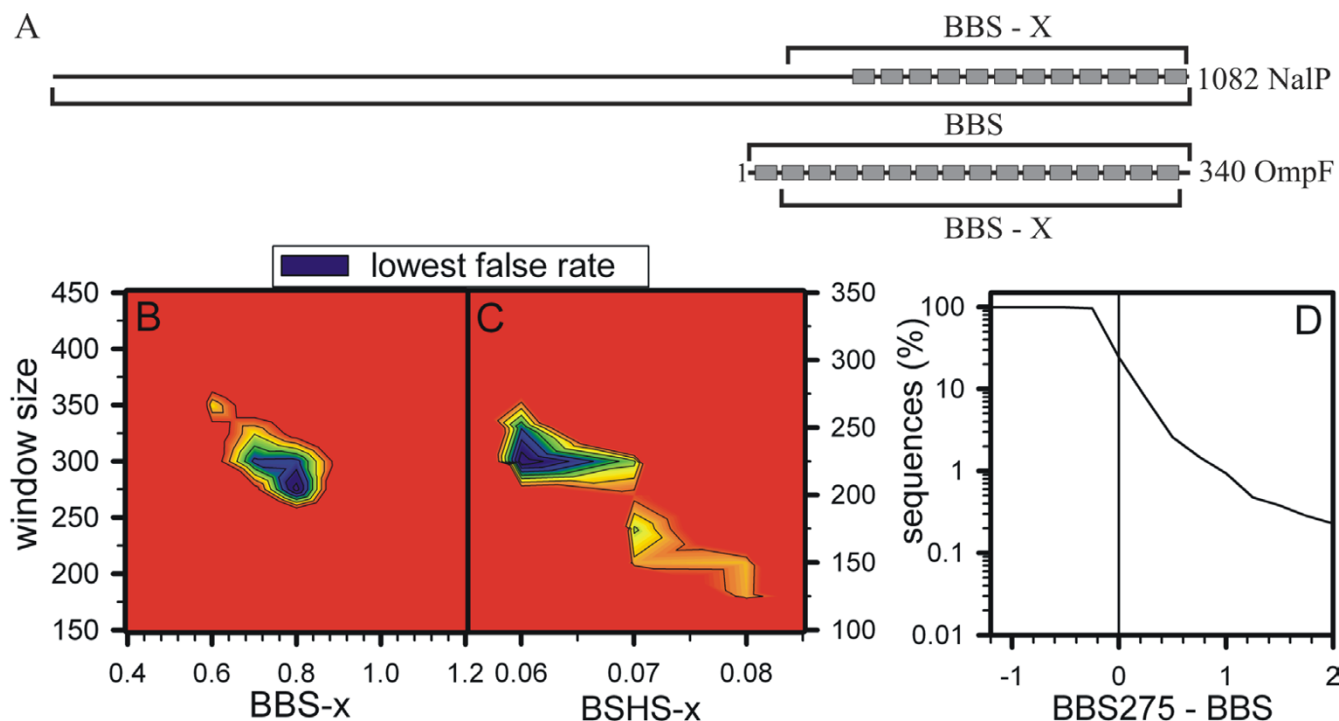 A
BBS - X
1082 NalP
BBS
1 340 OmpF
BBS - X
lowest false rate
B
C
D
450
400
350
300
250
200
150
window size
0.4 0.6 0.8 1.0 1.2
BBS-x
0.06 0.07 0.08
BSHS-x
350
300
250
200
150
100
sequences (%)
100
10
1
0.1
0.01
-1 0 1 2
BBS275 - BBS